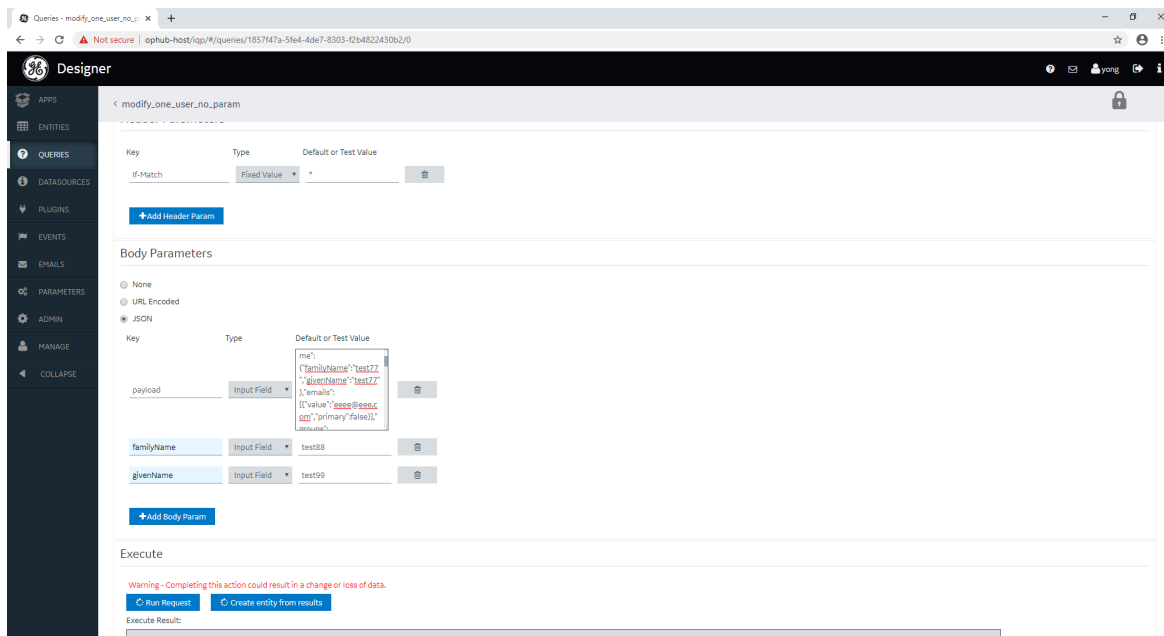 Queries - modify_one_user_no_p
Not secure | ophub-host/iqp/#/queries/1857f47a-5fe4-4de7-8303-f2b4822430b2/0
Designer
yong
APPS
ENTITIES
QUERIES
DATASOURCES
PLUGINS
EVENTS
EMAILS
PARAMETERS
ADMIN
MANAGE
COLLAPSE
< modify_one_user_no_param
Header Parameters
Key Type Default or Test Value
If-Match Fixed Value *
+Add Header Param
Body Parameters
None
URL Encoded
JSON
Key Type Default or Test Value
me":
{"familyName":"test77
","givenName":"test77"
},"emails":
[{"value":"eeee@eee.c
om","primary":false}],"
groups":
payload Input Field
familyName Input Field test88
givenName Input Field test99
+Add Body Param
Execute
Warning - Completing this action could result in a change or loss of data.
Run Request Create entity from results
Execute Result: